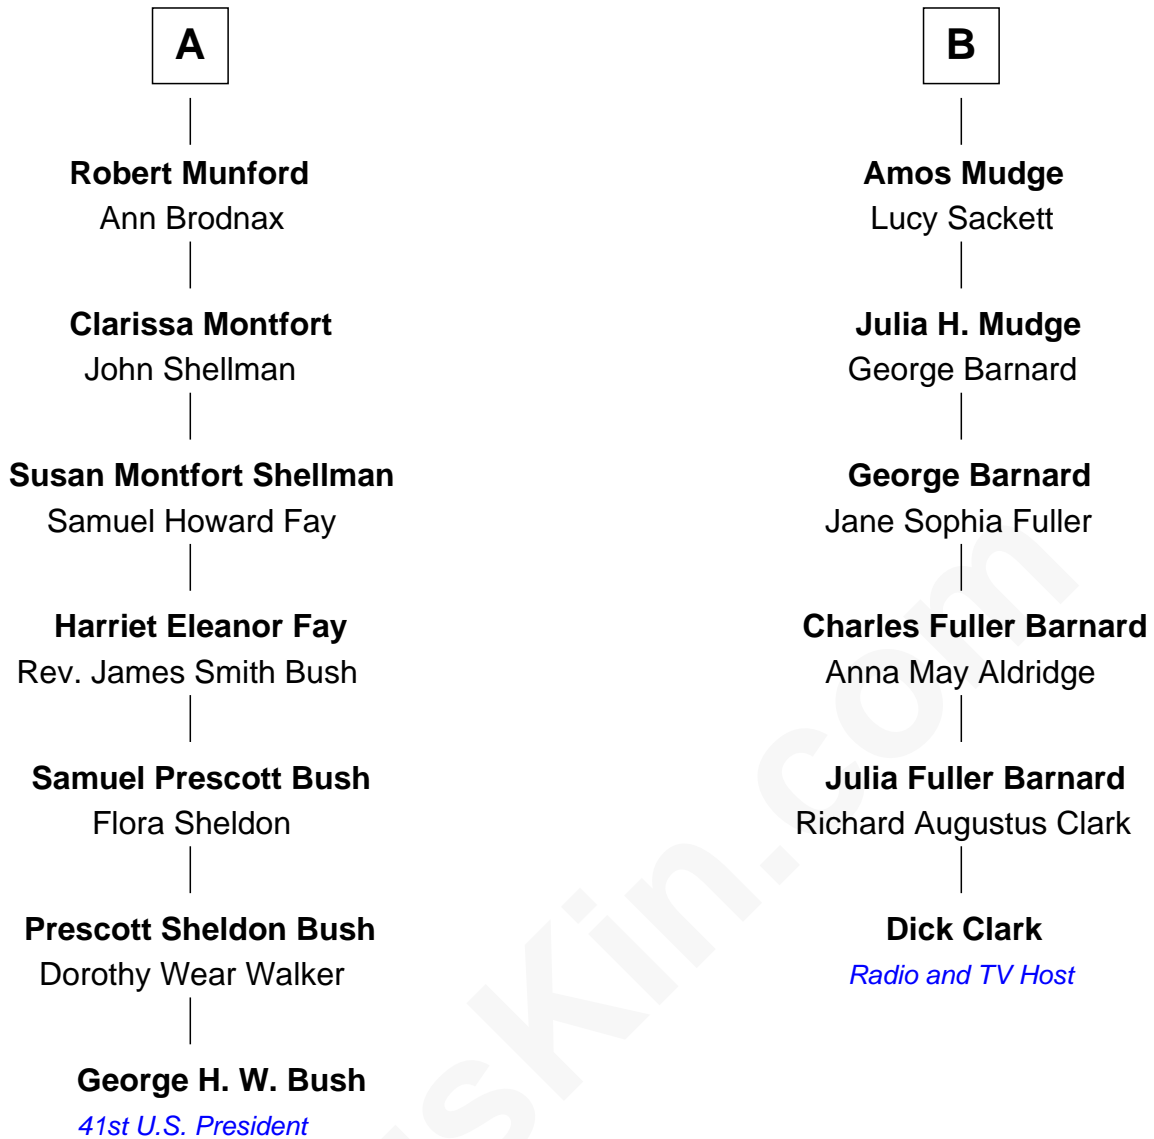 A
Robert Munford
Ann Brodnax
Clarissa Montfort
John Shellman
Susan Montfort Shellman
Samuel Howard Fay
Harriet Eleanor Fay
Rev. James Smith Bush
Samuel Prescott Bush
Flora Sheldon
Prescott Sheldon Bush
Dorothy Wear Walker
George H. W. Bush
41st U.S. President
B
Amos Mudge
Lucy Sackett
Julia H. Mudge
George Barnard
George Barnard
Jane Sophia Fuller
Charles Fuller Barnard
Anna May Aldridge
Julia Fuller Barnard
Richard Augustus Clark
Dick Clark
Radio and TV Host